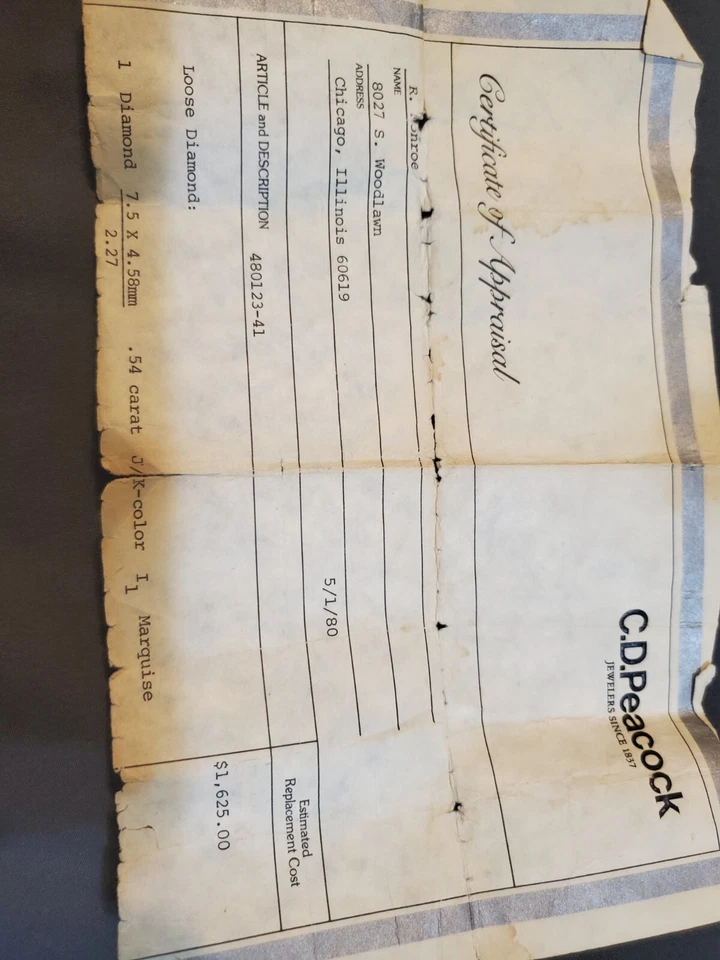 C.D.Peacock
JEWELERS SINCE 1837
Certificate of Appraisal
R.
NAME
8027 S. Woodlawn
ADDRESS
Chicago, Illinois 60619
5/1/80
ARTICLE and DESCRIPTION 480123-41
Estimated
Replacement Cost
Loose Diamond:
$1,625.00
1 Diamond 7.5 X 4.58mm .54 carat J/K-color I1 Marquise
2.27